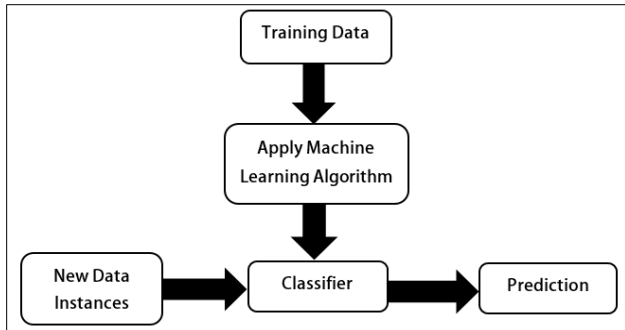 Training Data
Apply Machine
Learning Algorithm
New Data
Instances
Classifier
Prediction